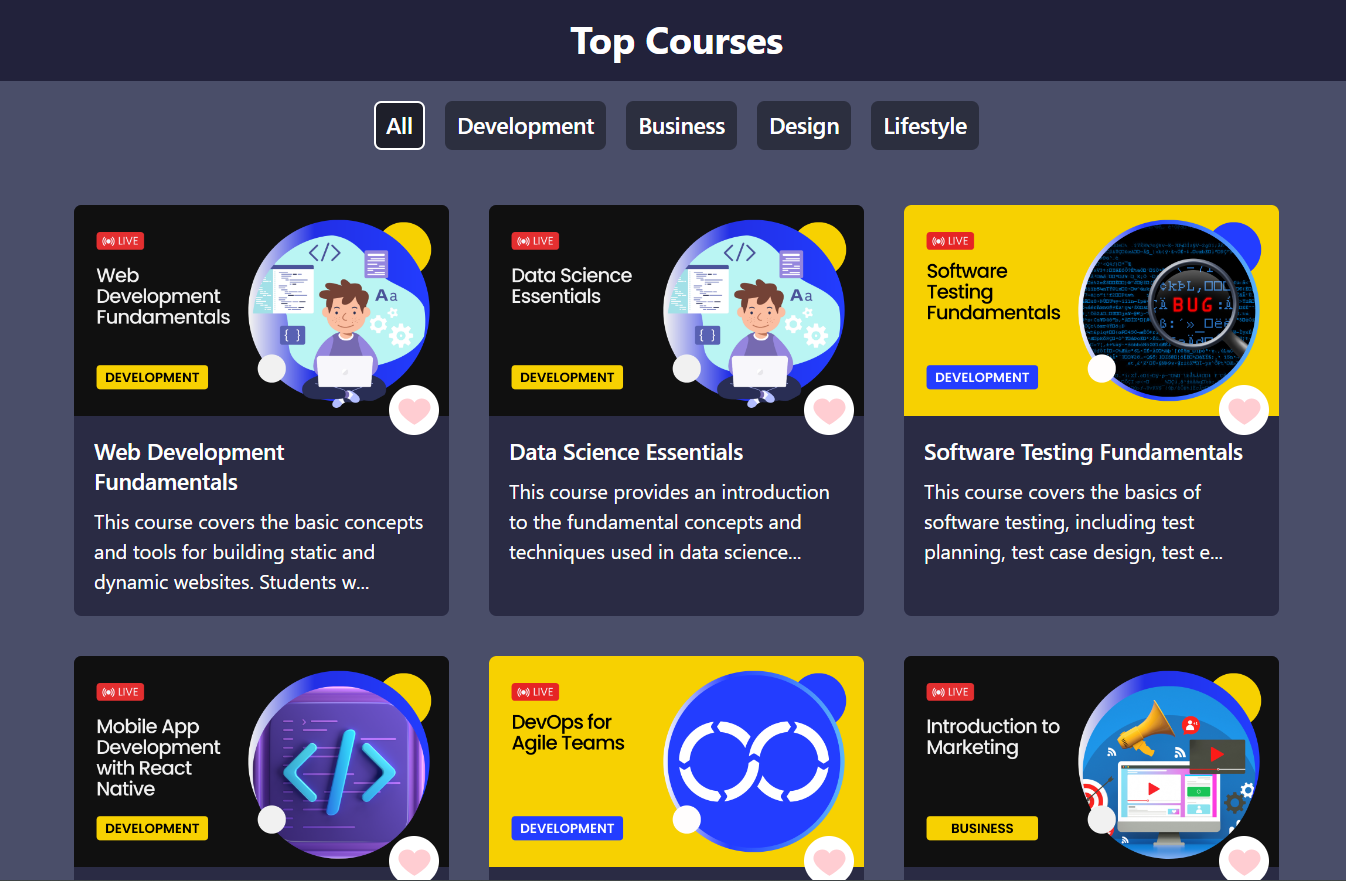 Top Courses
All Development Business Design Lifestyle
LIVE
Web
Development
Fundamentals
DEVELOPMENT
</>
Aa
{ }
LIVE
Data Science
Essentials
DEVELOPMENT
</>
Aa
{ }
LIVE
Software
Testing
Fundamentals
DEVELOPMENT
BUG
Web Development
Fundamentals
This course covers the basic concepts
and tools for building static and
dynamic websites. Students w...
Data Science Essentials
This course provides an introduction
to the fundamental concepts and
techniques used in data science...
Software Testing Fundamentals
This course covers the basics of
software testing, including test
planning, test case design, test e...
LIVE
Mobile App
Development
with React
Native
DEVELOPMENT
</>
LIVE
DevOps for
Agile Teams
DEVELOPMENT
LIVE
Introduction to
Marketing
BUSINESS